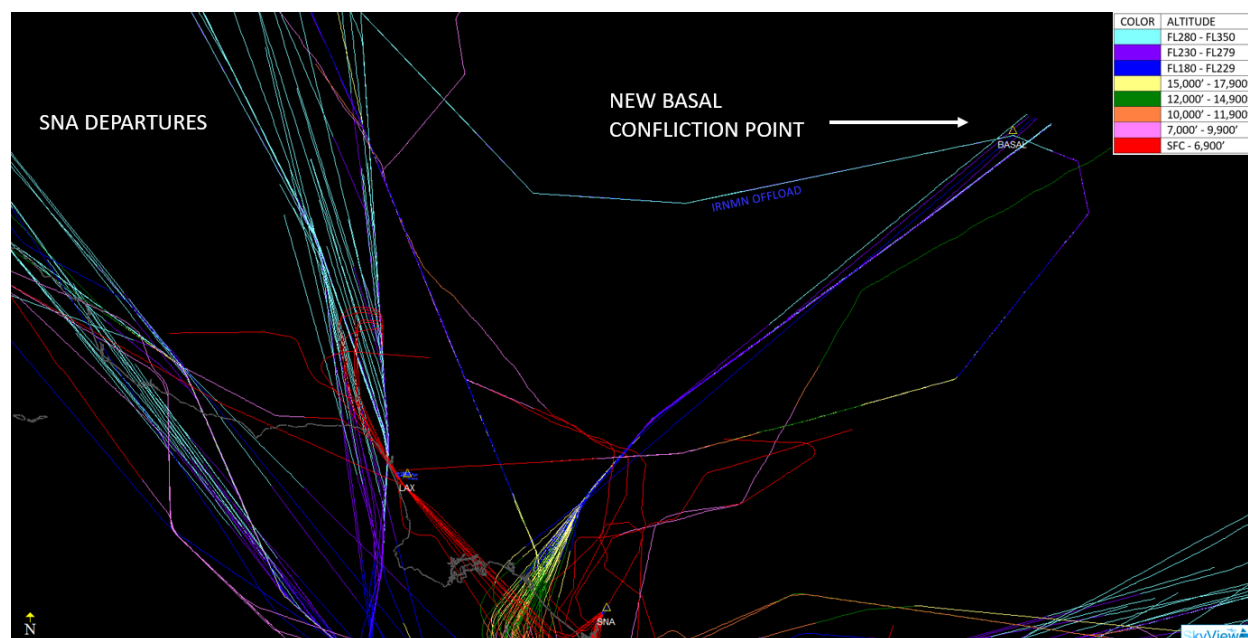 SNA DEPARTURES
NEW BASAL
CONFLICTION POINT
COLOR ALTITUDE
FL280 - FL350
FL230 - FL279
FL180 - FL229
15,000' - 17,900'
12,000' - 14,900'
10,000' - 11,900'
7,000' - 9,900'
SFC - 6,900'
BASAL
IRNMN OFFLOAD
LAX
SNA
N
SkyView